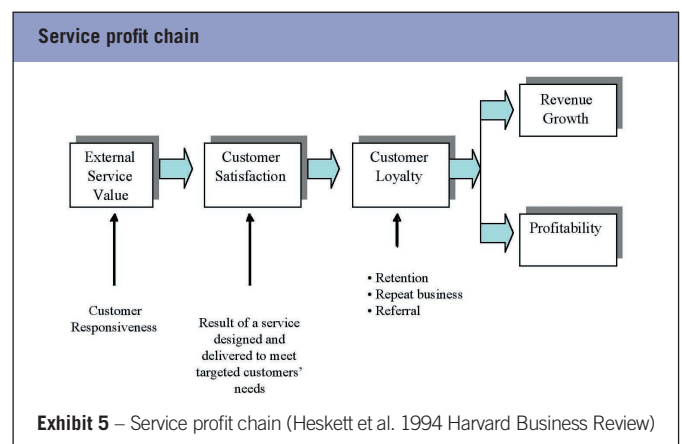 Service profit chain
External
Service
Value
Customer
Satisfaction
Customer
Loyalty
Revenue
Growth
Profitability
Customer
Responsiveness
Result of a service
designed and
delivered to meet
targeted customers'
needs
• Retention
• Repeat business
• Referral
Exhibit 5 – Service profit chain (Heskett et al. 1994 Harvard Business Review)